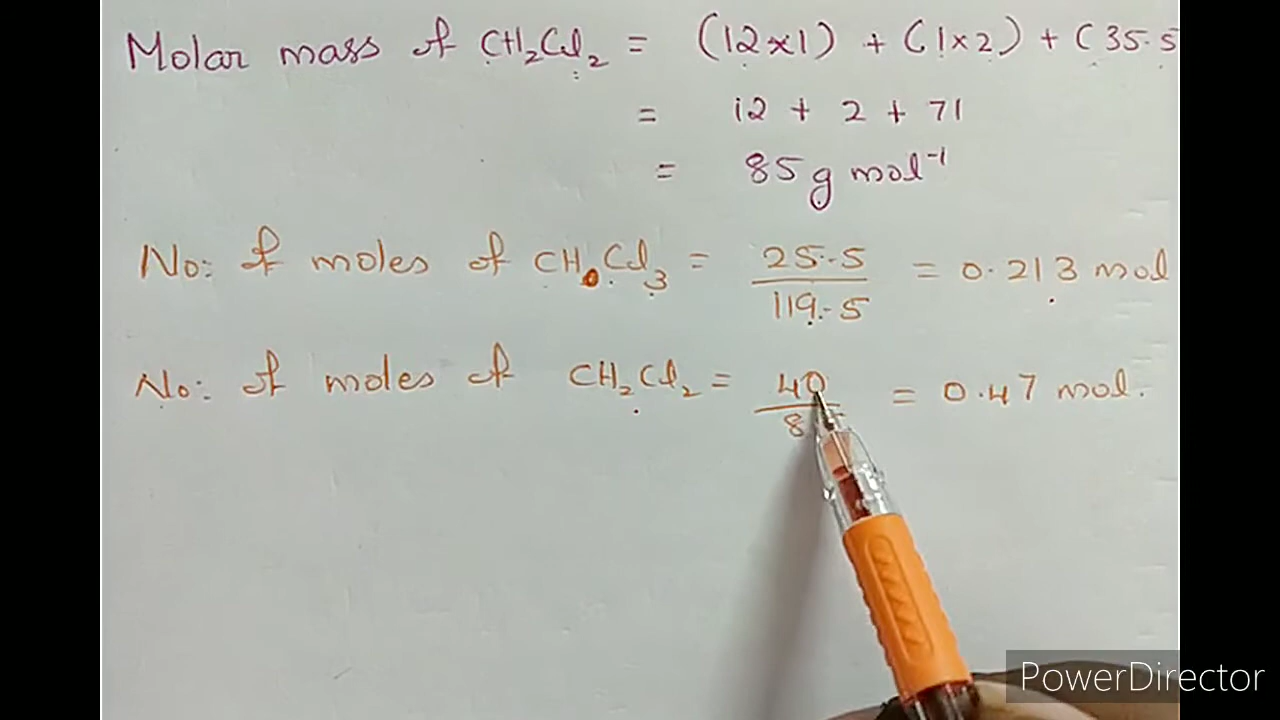 Molar mass of CH₂Cl₂ = (12×1) + (1×2) + (35.5
= 12 + 2 + 71
= 85 g mol⁻¹
No: of moles of CH Cl₃ = 25.5/119.5 = 0.213 mol
No: of moles of CH₂Cl₂ = 40/8 = 0.47 mol.
PowerDirector